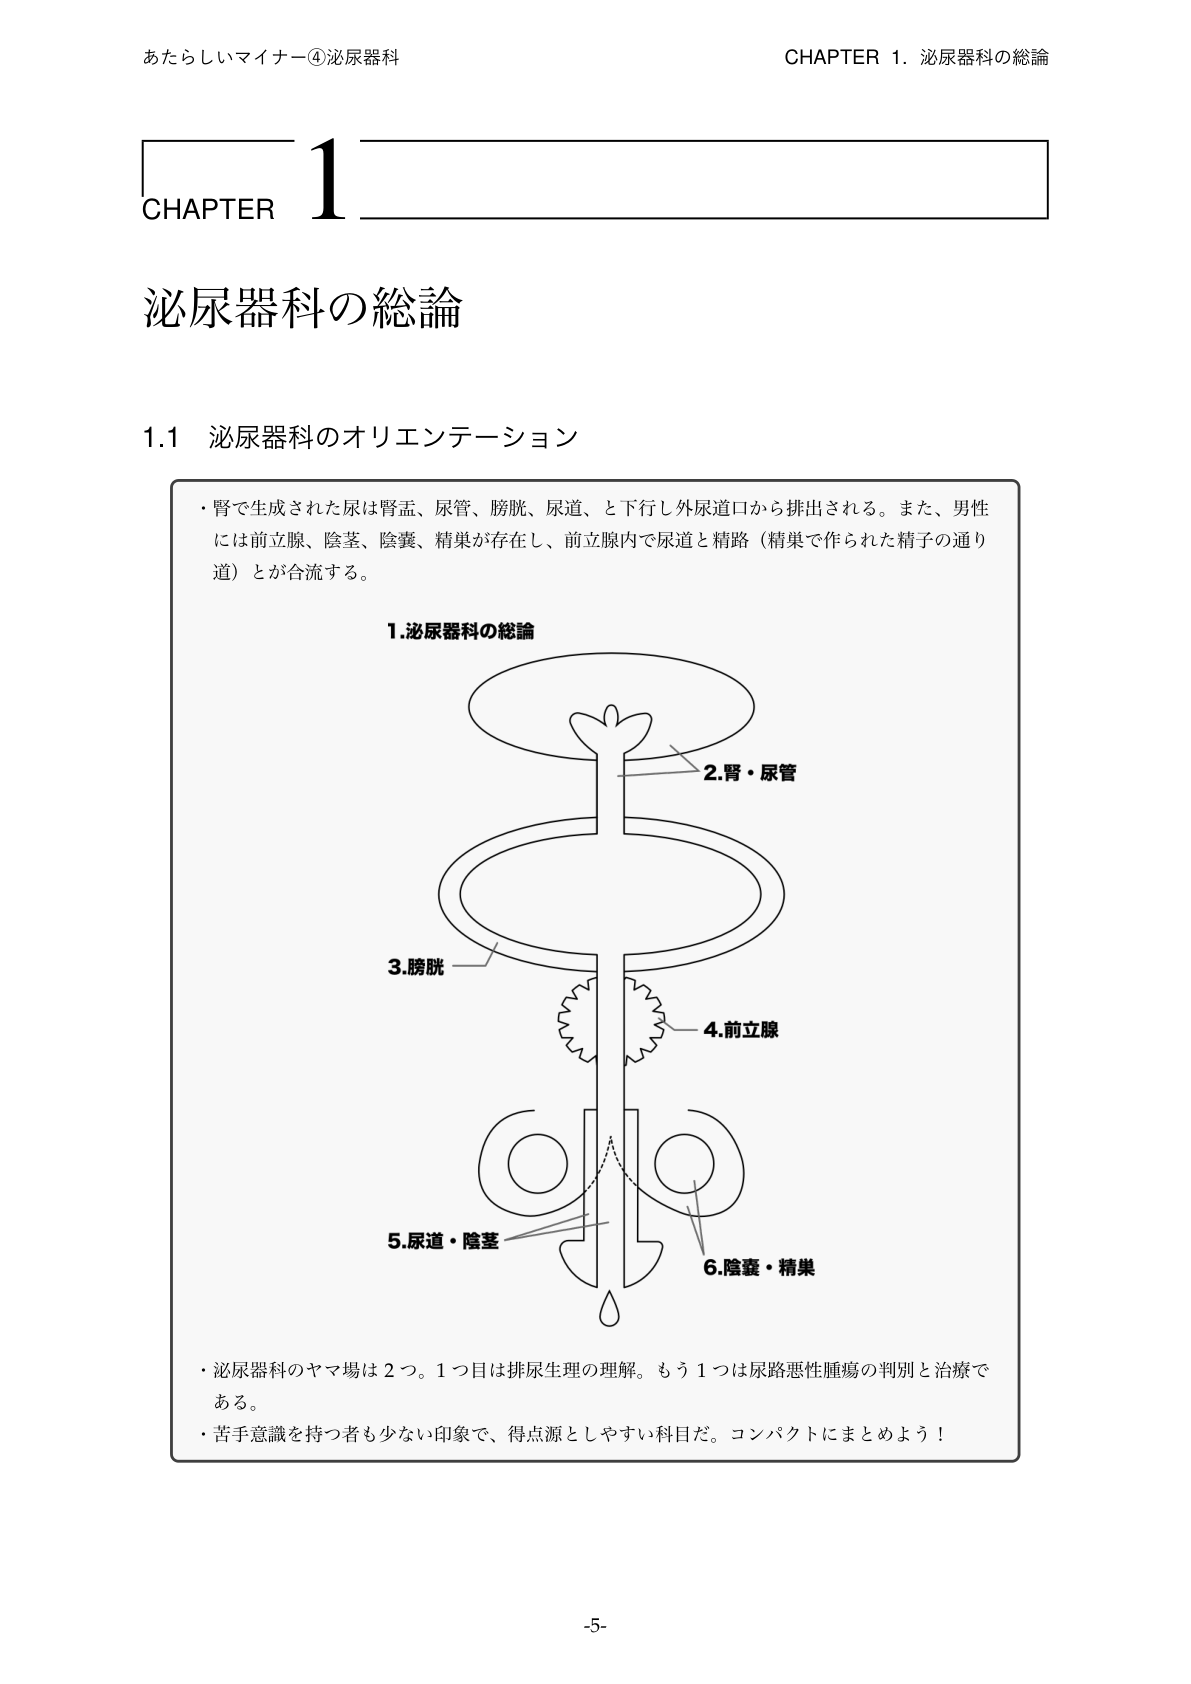 あたらしいマイナー④泌尿器科
CHAPTER 1. 泌尿器科の総論
CHAPTER 1
泌尿器科の総論
1.1 泌尿器科のオリエンテーション
・腎で生成された尿は腎盂、尿管、膀胱、尿道、と下行し外尿道口から排出される。また、男性
には前立腺、陰茎、陰嚢、精巣が存在し、前立腺内で尿道と精路（精巣で作られた精子の通り
道）とが合流する。
1.泌尿器科の総論
2.腎・尿管
3.膀胱
4.前立腺
5.尿道・陰茎
6.陰嚢・精巣
・泌尿器科のヤマ場は 2 つ。1 つ目は排尿生理の理解。もう 1 つは尿路悪性腫瘍の判別と治療で
ある。
・苦手意識を持つ者も少ない印象で、得点源としやすい科目だ。コンパクトにまとめよう！
-5-